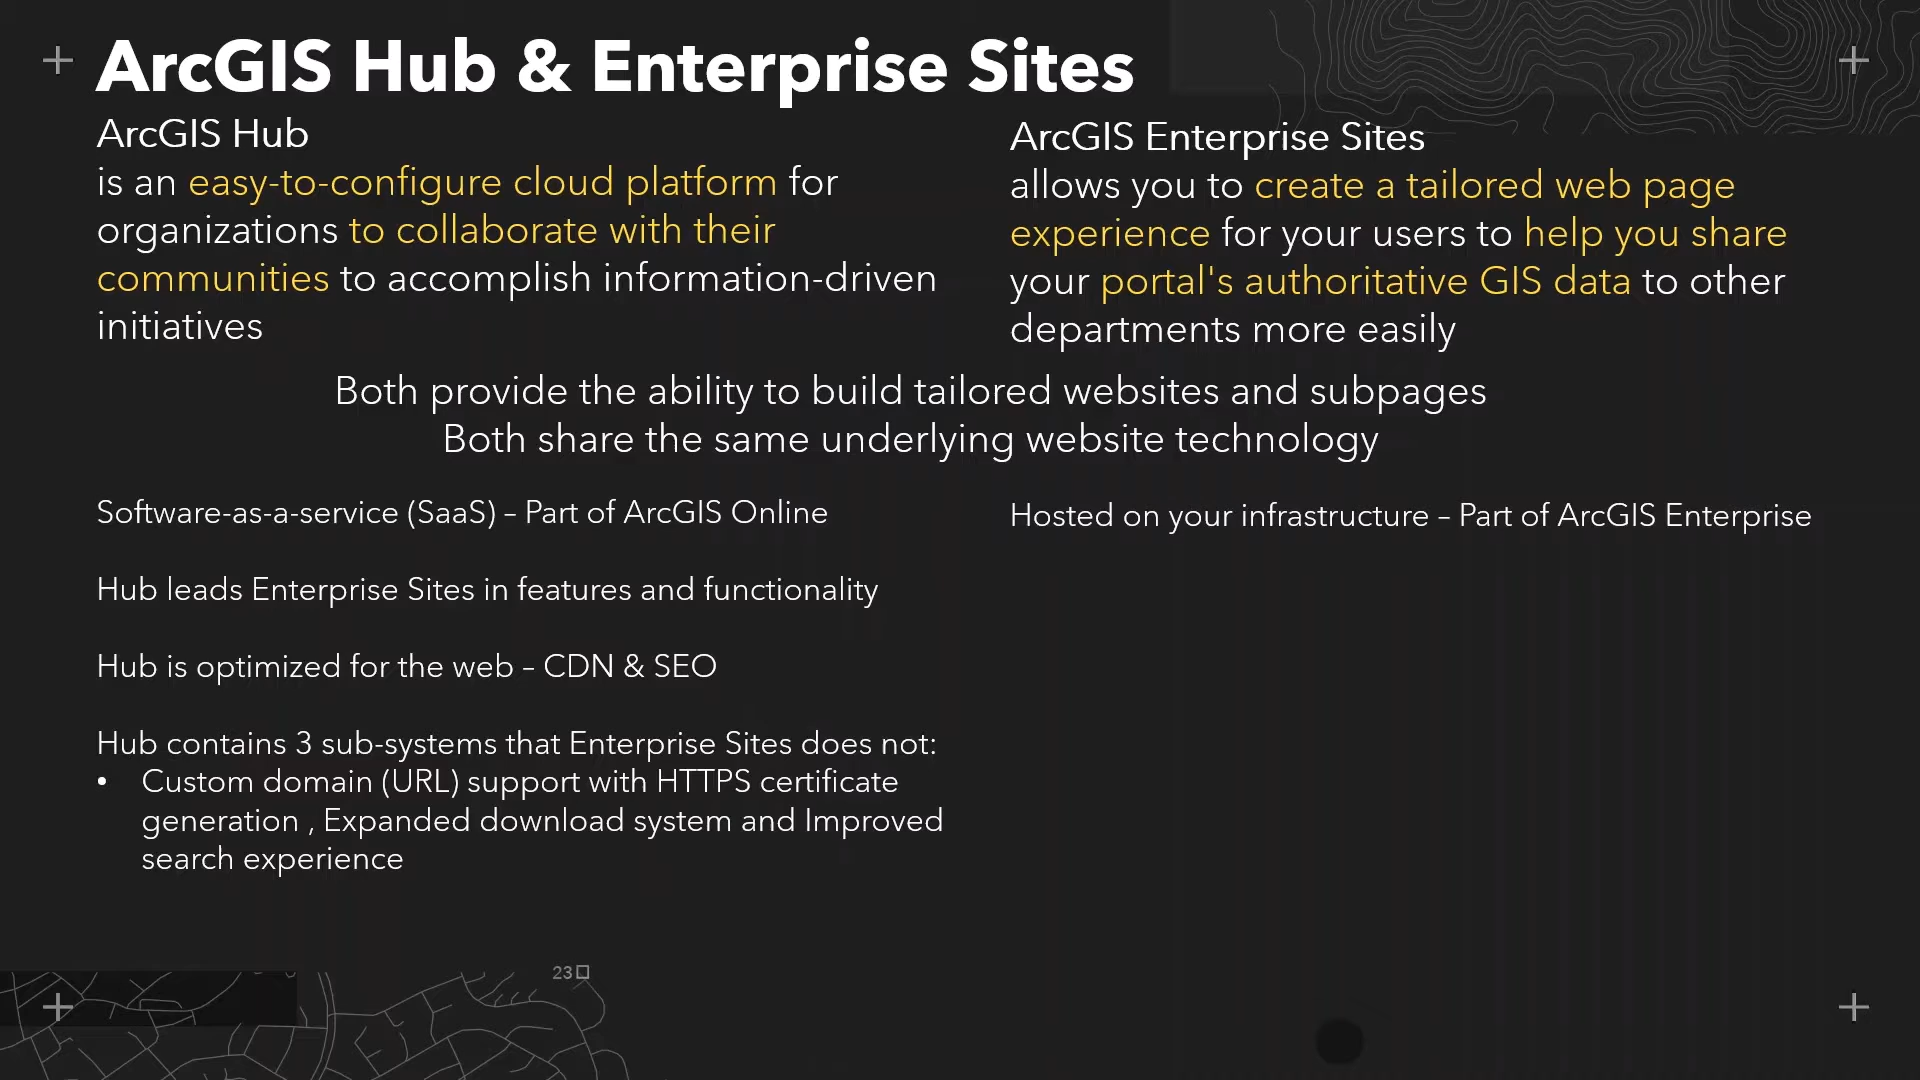 ArcGIS Hub & Enterprise Sites
ArcGIS Hub
is an easy-to-configure cloud platform for
organizations to collaborate with their
communities to accomplish information-driven
initiatives
ArcGIS Enterprise Sites
allows you to create a tailored web page
experience for your users to help you share
your portal's authoritative GIS data to other
departments more easily
Both provide the ability to build tailored websites and subpages
Both share the same underlying website technology
Software-as-a-service (SaaS) – Part of ArcGIS Online
Hub leads Enterprise Sites in features and functionality
Hub is optimized for the web – CDN & SEO
Hub contains 3 sub-systems that Enterprise Sites does not:
• Custom domain (URL) support with HTTPS certificate
generation , Expanded download system and Improved
search experience
Hosted on your infrastructure – Part of ArcGIS Enterprise
23